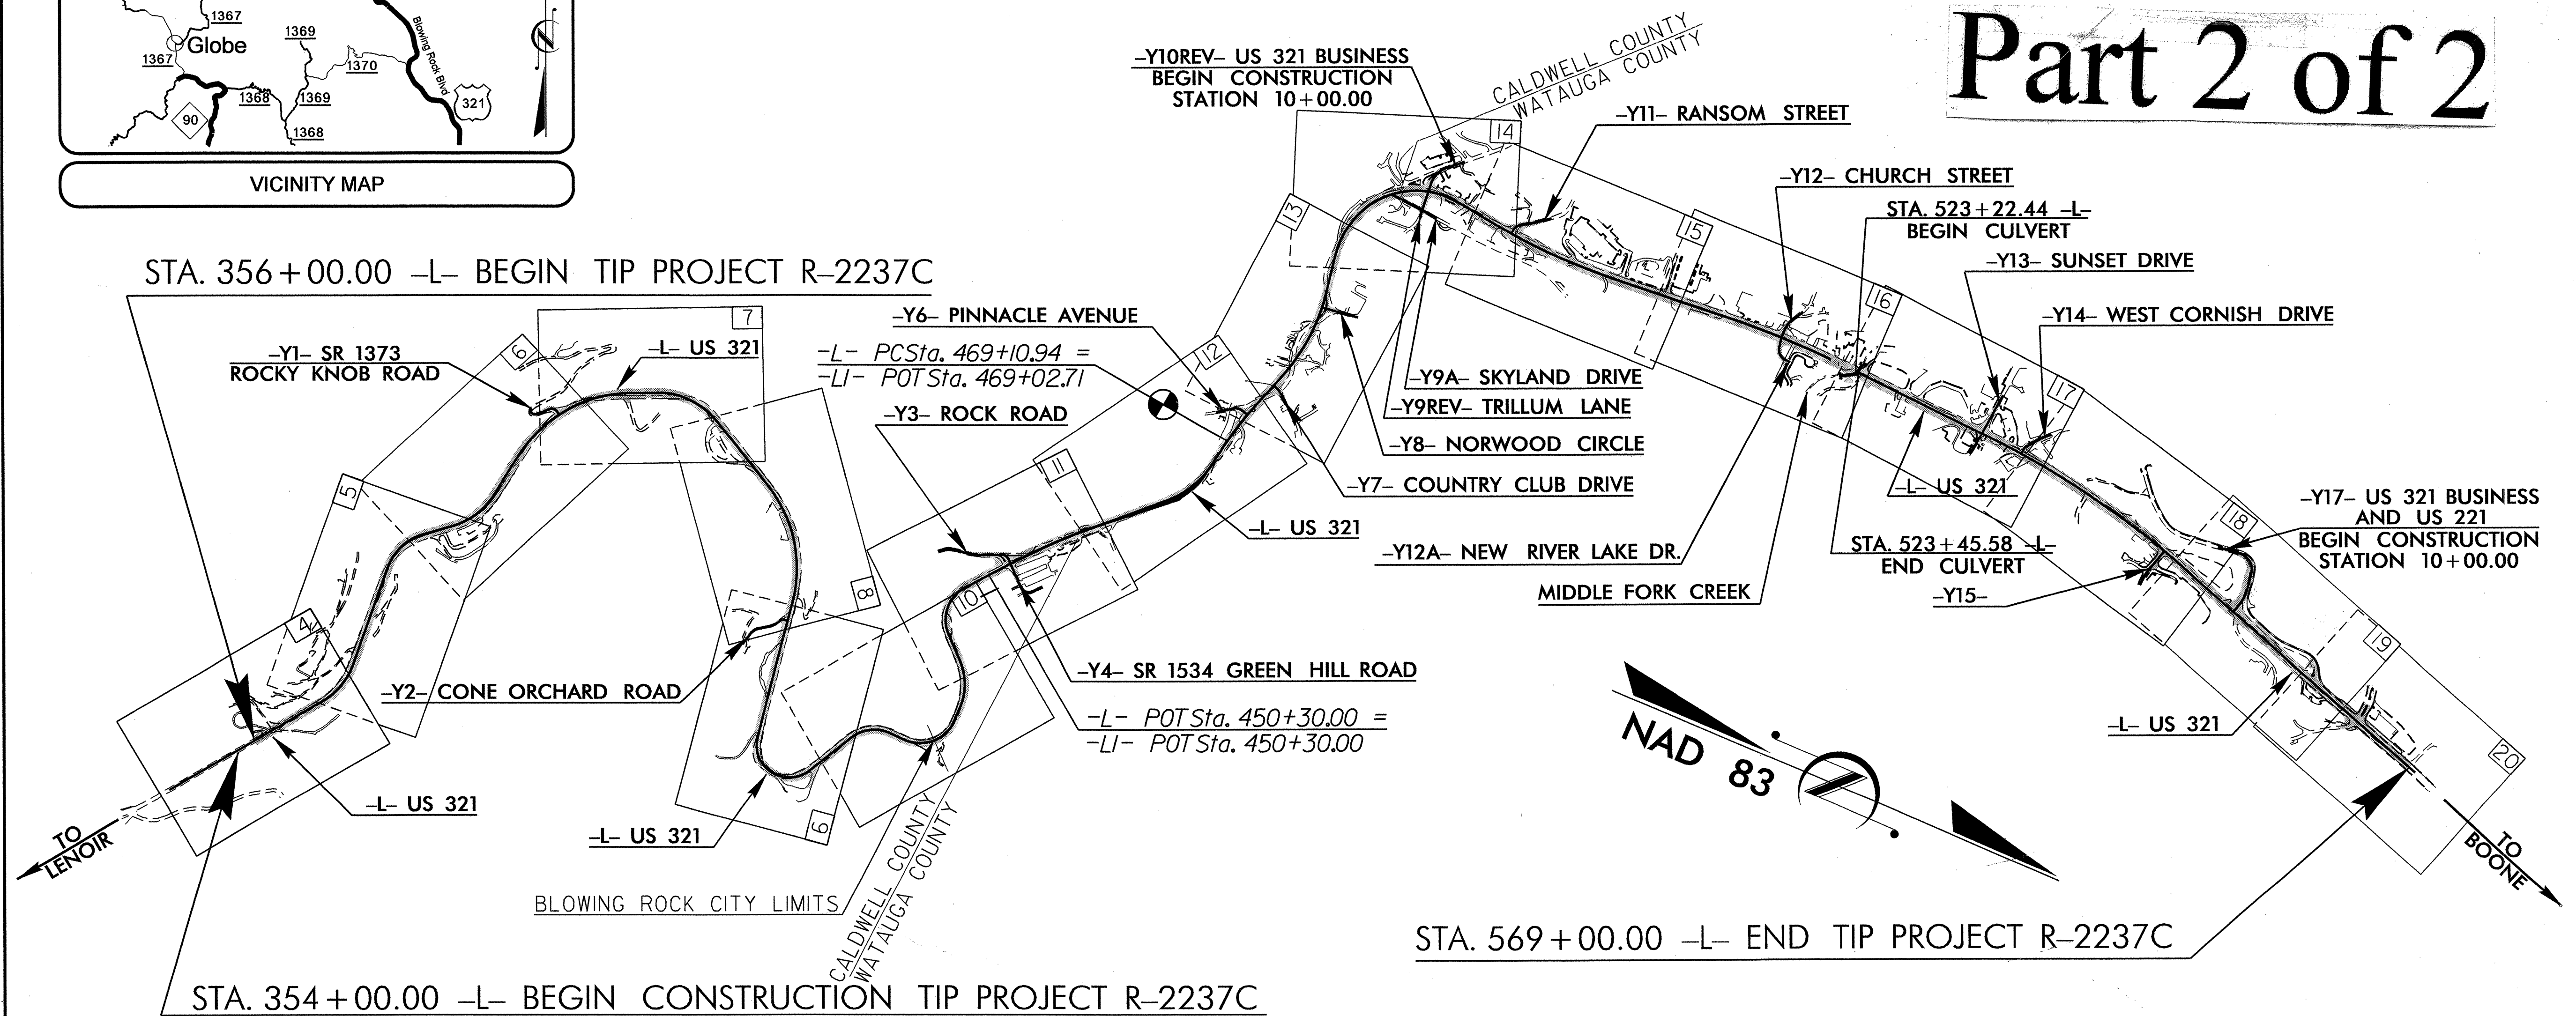 1367
Globe
1369
1367
1370
Blowing Rock Blvd
321
1368
1369
90
1368
VICINITY MAP
Part 2 of 2
–Y10REV– US 321 BUSINESS
BEGIN CONSTRUCTION
STATION 10+00.00
CALDWELL COUNTY
WATAUGA COUNTY
–Y11– RANSOM STREET
–Y12– CHURCH STREET
STA. 523+22.44 –L–
BEGIN CULVERT
–Y13– SUNSET DRIVE
–Y14– WEST CORNISH DRIVE
STA. 356+00.00 –L– BEGIN TIP PROJECT R–2237C
–Y1– SR 1373
ROCKY KNOB ROAD
–L– US 321
–Y6– PINNACLE AVENUE
–L– PCSta. 469+10.94 =
–L1– POTSta. 469+02.71
–Y3– ROCK ROAD
–Y9A– SKYLAND DRIVE
–Y9REV– TRILLUM LANE
–Y8– NORWOOD CIRCLE
–Y7– COUNTRY CLUB DRIVE
–L– US 321
–Y12A– NEW RIVER LAKE DR.
MIDDLE FORK CREEK
–L– US 321
STA. 523+45.58 –L–
END CULVERT
–Y15–
–Y17– US 321 BUSINESS
AND US 221
BEGIN CONSTRUCTION
STATION 10+00.00
4
5
6
7
8
9
10
11
12
13
14
15
16
17
18
19
20
–Y2– CONE ORCHARD ROAD
–Y4– SR 1534 GREEN HILL ROAD
–L– POTSta. 450+30.00 =
–L1– POTSta. 450+30.00
–L– US 321
–L– US 321
–L– US 321
NAD 83
TO
LENOIR
TO
BOONE
BLOWING ROCK CITY LIMITS
CALDWELL COUNTY
WATAUGA COUNTY
STA. 569+00.00 –L– END TIP PROJECT R–2237C
STA. 354+00.00 –L– BEGIN CONSTRUCTION TIP PROJECT R–2237C